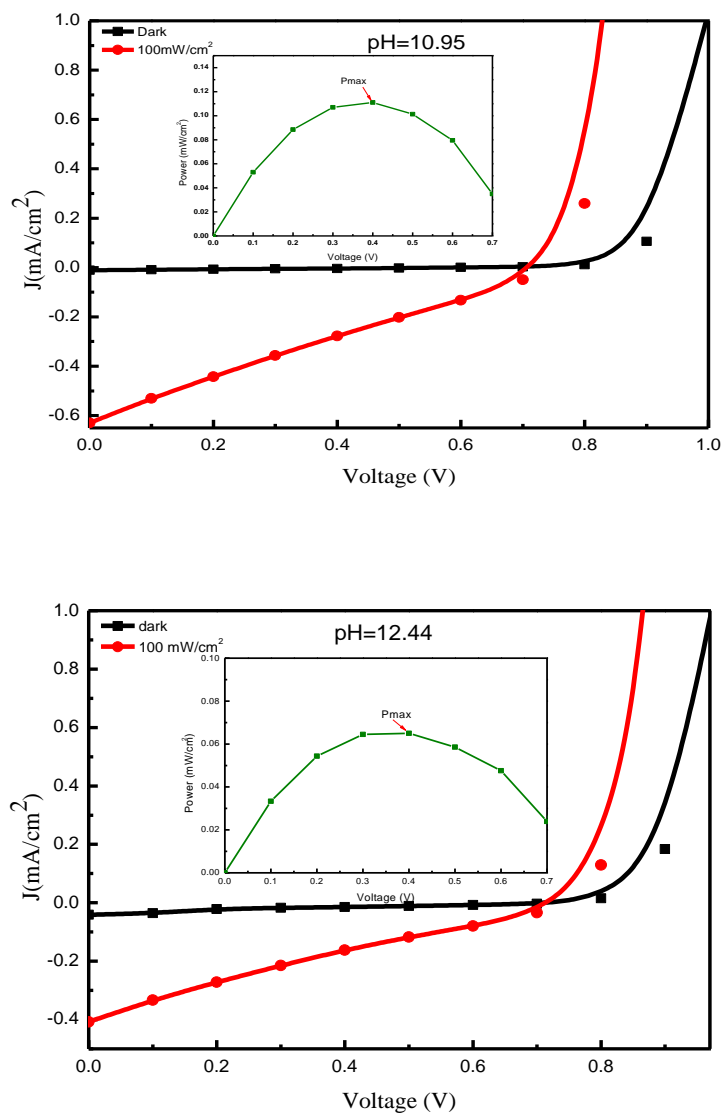 Dark
100mW/cm2
pH=10.95
Pmax
Power (mW/cm2)
0.14
0.12
0.10
0.08
0.06
0.04
0.02
0.00
0.0 0.1 0.2 0.3 0.4 0.5 0.6 0.7
Voltage (V)
J(mA/cm2)
1.0
0.8
0.6
0.4
0.2
0.0
-0.2
-0.4
-0.6
0.0 0.2 0.4 0.6 0.8 1.0
Voltage (V)
dark
100 mW/cm2
pH=12.44
Pmax
Power (mW/cm2)
0.10
0.08
0.06
0.04
0.02
0.00
0.0 0.1 0.2 0.3 0.4 0.5 0.6 0.7
Voltage (V)
J(mA/cm2)
1.0
0.8
0.6
0.4
0.2
0.0
-0.2
-0.4
0.0 0.2 0.4 0.6 0.8
Voltage (V)